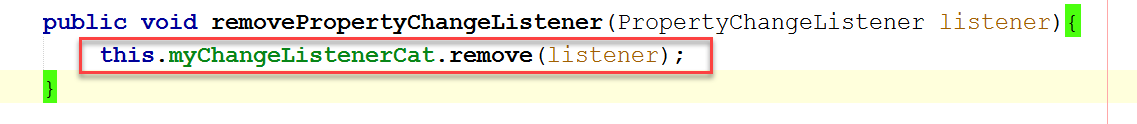 public void removePropertyChangeListener(PropertyChangeListener listener){
this.myChangeListenerCat.remove(listener);
}